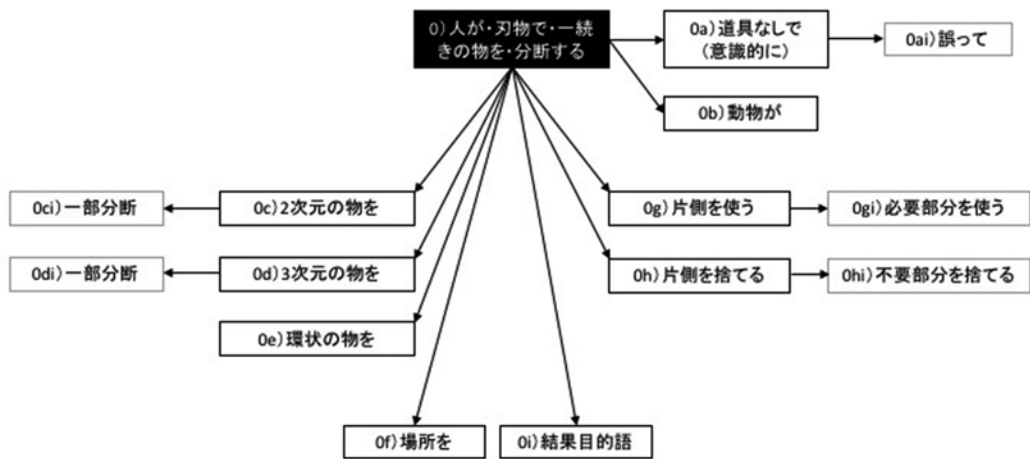 0）人が・刃物で・一続
きの物を・分断する
0a）道具なしで
（意識的に）
0ai）誤って
0b）動物が
0ci）一部分断
0c）2次元の物を
0g）片側を使う
0gi）必要部分を使う
0di）一部分断
0d）3次元の物を
0h）片側を捨てる
0hi）不要部分を捨てる
0e）環状の物を
0f）場所を
0i）結果目的語